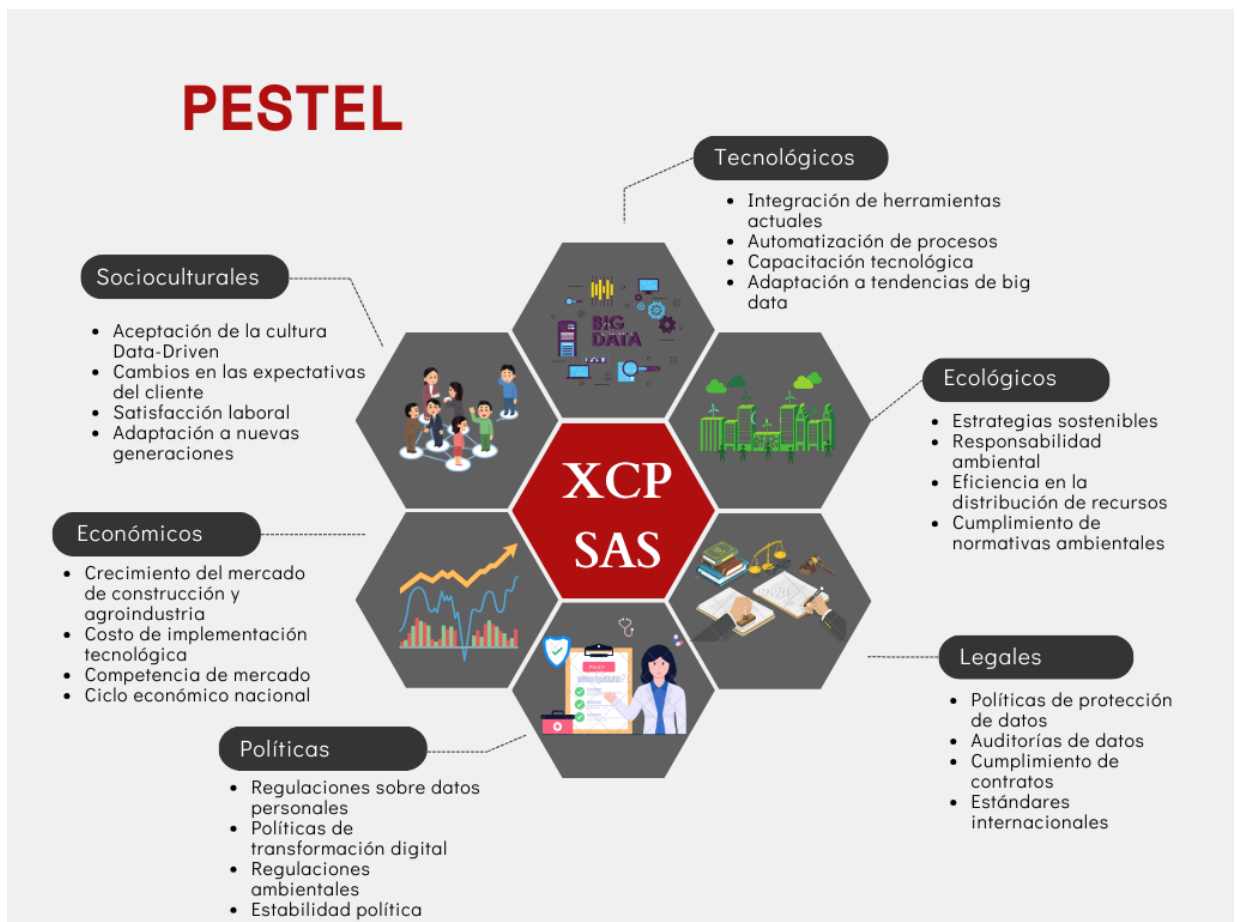 PESTEL
Tecnológicos
• Integración de herramientas
actuales
• Automatización de procesos
• Capacitación tecnológica
• Adaptación a tendencias de big
data
Socioculturales
• Aceptación de la cultura
Data-Driven
• Cambios en las expectativas
del cliente
• Satisfacción laboral
• Adaptación a nuevas
generaciones
BIG
DATA
Ecológicos
• Estrategias sostenibles
• Responsabilidad
ambiental
• Eficiencia en la
distribución de recursos
• Cumplimiento de
normativas ambientales
XCP
SAS
Económicos
• Crecimiento del mercado
de construcción y
agroindustria
• Costo de implementación
tecnológica
• Competencia de mercado
• Ciclo económico nacional
POLICY
Legales
• Políticas de protección
de datos
• Auditorías de datos
• Cumplimiento de
contratos
• Estándares
internacionales
Políticas
• Regulaciones sobre datos
personales
• Políticas de
transformación digital
• Regulaciones
ambientales
• Estabilidad política